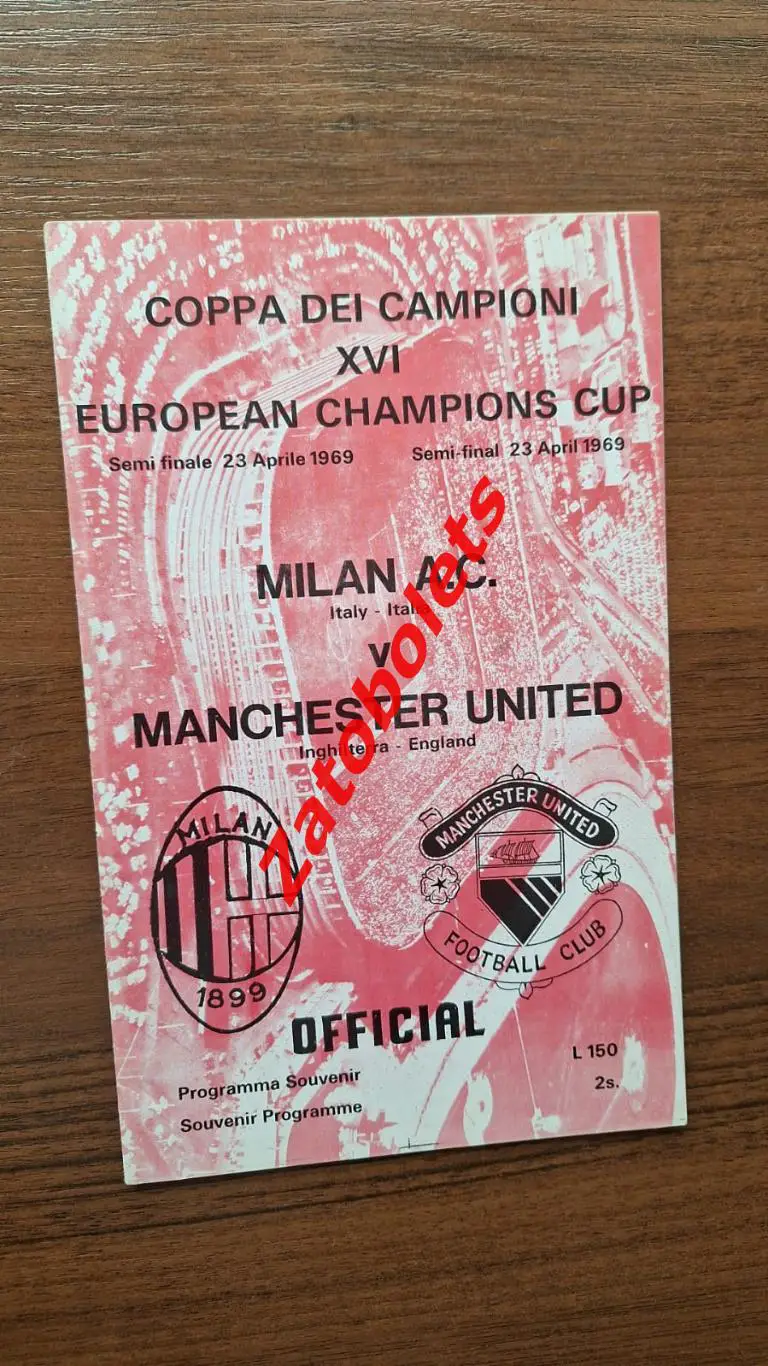 COPPA DEI CAMPIONI
XVI
EUROPEAN CHAMPIONS CUP
Semi finale 23 Aprile 1969
Semi-final 23 April 1969
MILAN A.C.
Italy - Italia
v
MANCHESTER UNITED
Inghilterra - England
MILAN
1899
MANCHESTER UNITED
FOOTBALL CLUB
OFFICIAL
Programma Souvenir
Souvenir Programme
L 150
2s.
Zatobolets